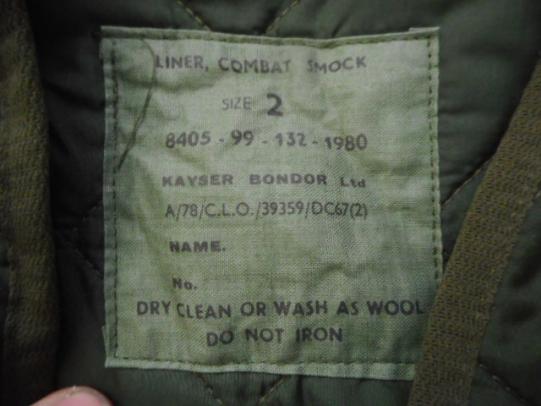 LINER, COMBAT SMOCK
SIZE 2
8405 - 99 - 132 - 1980
KAYSER BONDOR Ltd
A/78/C.L.O./39359/DC67(2)
NAME.
No.
DRY CLEAN OR WASH AS WOOL
DO NOT IRON